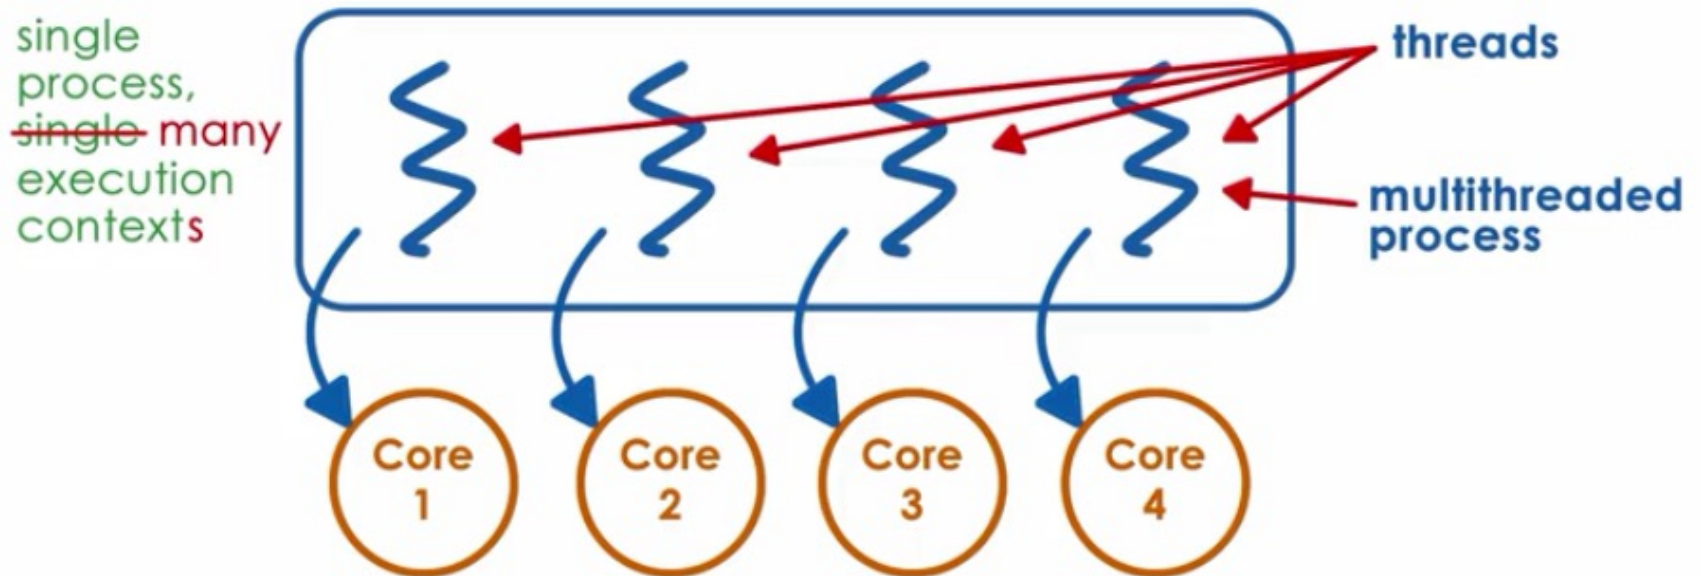 single
process,
single many
execution
contexts
threads
multithreaded
process
Core
1
Core
2
Core
3
Core
4